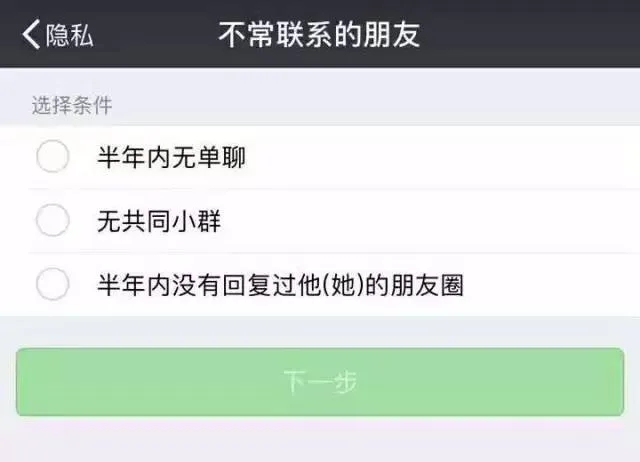 隐私
不常联系的朋友
选择条件
半年内无单聊
无共同小群
半年内没有回复过他(她)的朋友圈
下一步